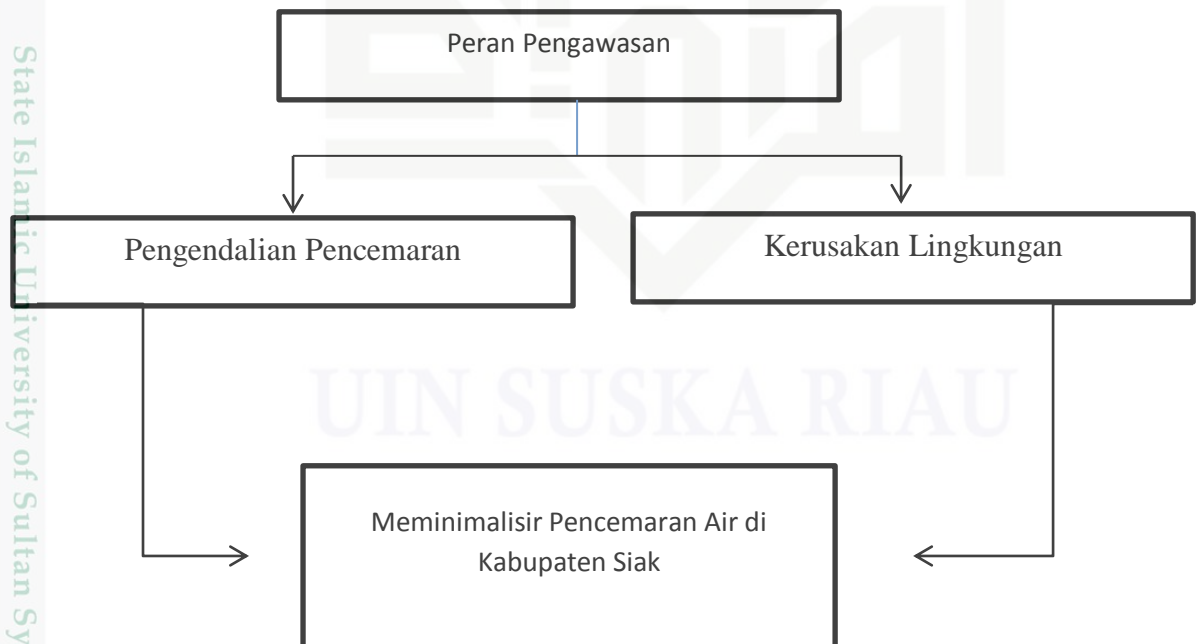 Peran Pengawasan
Pengendalian Pencemaran
Kerusakan Lingkungan
UIN SUSKA RIAU
Meminimalisir Pencemaran Air di
Kabupaten Siak
State Islamic University of Sultan Sy